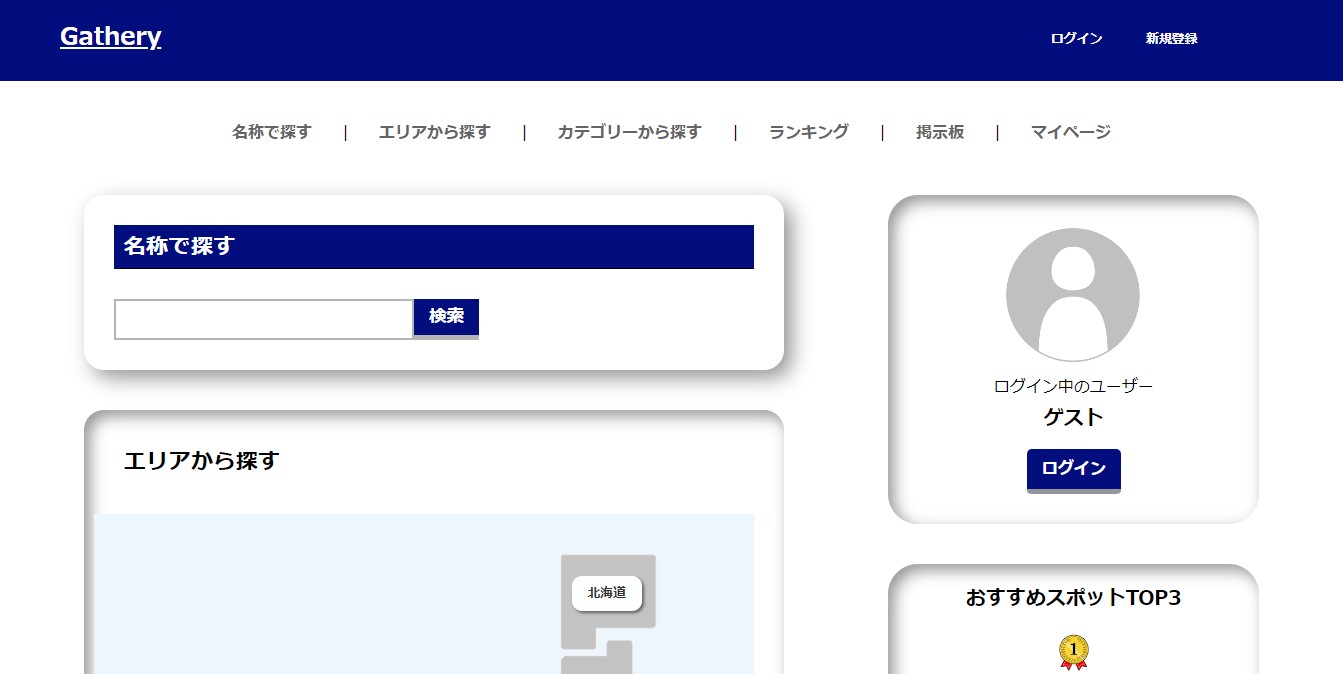 Gathery
ログイン 新規登録
名称で探す | エリアから探す | カテゴリーから探す | ランキング | 掲示板 | マイページ
名称で探す
検索
エリアから探す
北海道
ログイン中のユーザー
ゲスト
ログイン
おすすめスポットTOP3
1